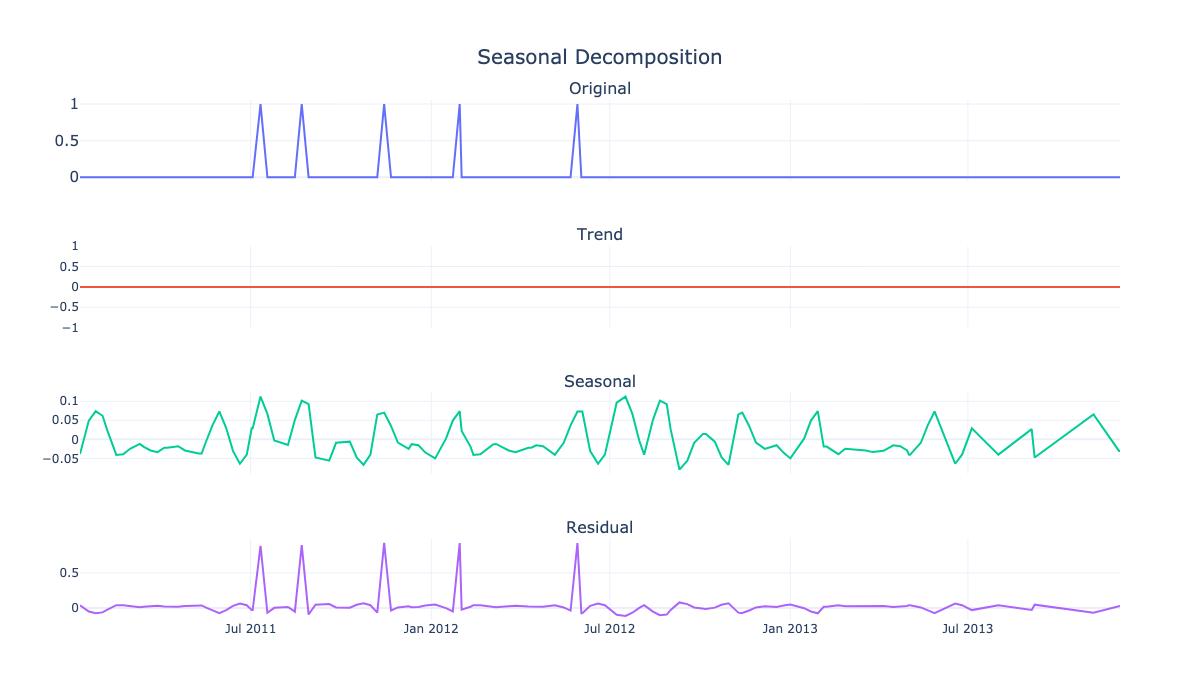 Seasonal Decomposition
Original
1
0.5
0
Trend
1
0.5
0
−0.5
−1
Seasonal
0.1
0.05
0
−0.05
Residual
0.5
0
Jul 2011 Jan 2012 Jul 2012 Jan 2013 Jul 2013